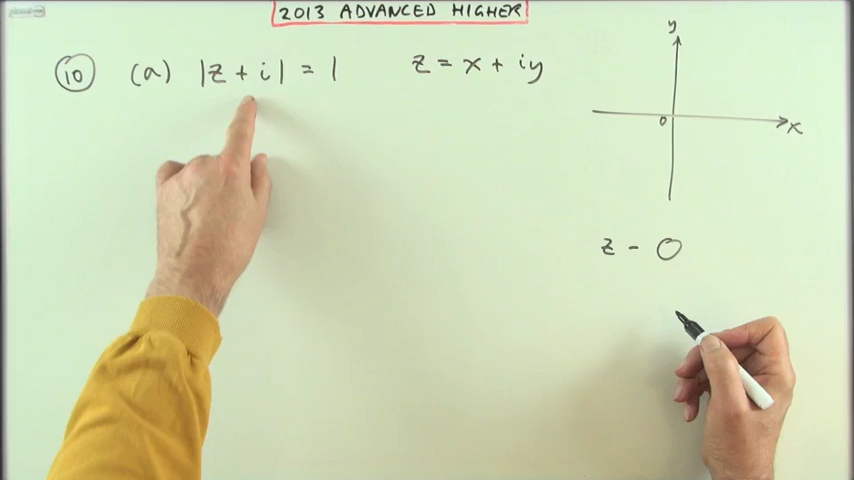 2013 ADVANCED HIGHER
10 (a) |z + i| = 1 z = x + iy
y
0 x
z - 0